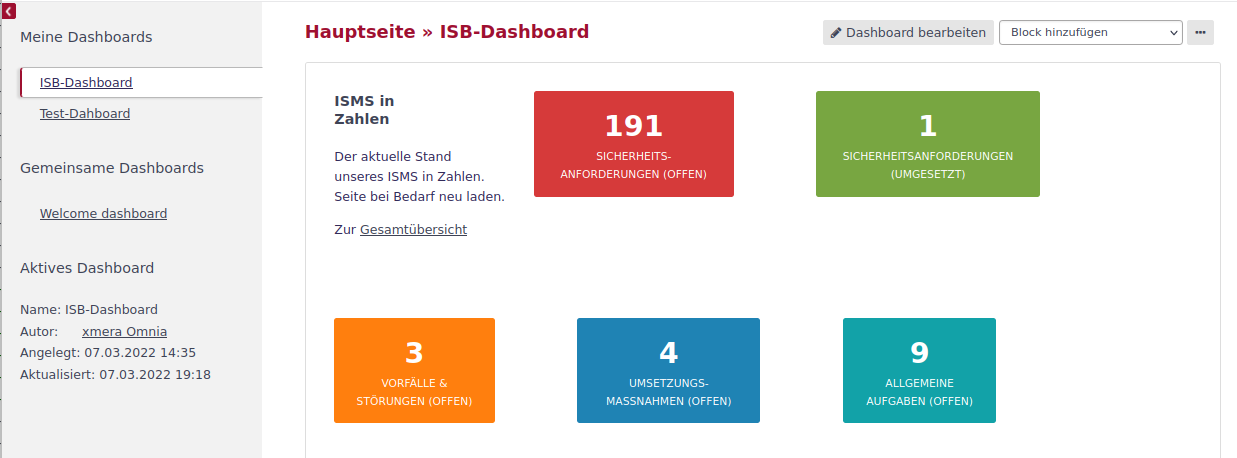 Meine Dashboards
ISB-Dashboard
Test-Dahboard
Gemeinsame Dashboards
Welcome dashboard
Aktives Dashboard
Name: ISB-Dashboard
Autor: xmera Omnia
Angelegt: 07.03.2022 14:35
Aktualisiert: 07.03.2022 19:18
Hauptseite » ISB-Dashboard
Dashboard bearbeiten
Block hinzufügen
ISMS in
Zahlen
Der aktuelle Stand
unseres ISMS in Zahlen.
Seite bei Bedarf neu laden.
Zur Gesamtübersicht
191
SICHERHEITS-
ANFORDERUNGEN (OFFEN)
1
SICHERHEITSANFORDERUNGEN
(UMGESETZT)
3
VORFÄLLE &
STÖRUNGEN (OFFEN)
4
UMSETZUNGS-
MASSNAHMEN (OFFEN)
9
ALLGEMEINE
AUFGABEN (OFFEN)